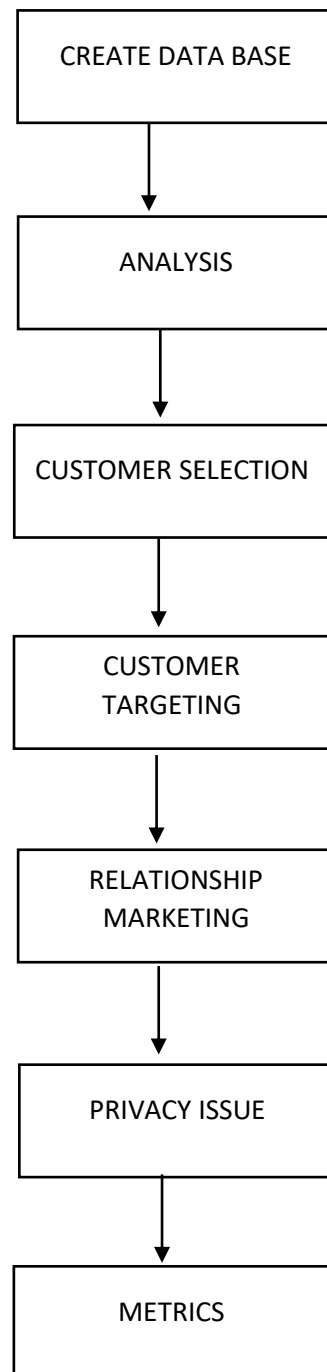 CREATE DATA BASE
ANALYSIS
CUSTOMER SELECTION
CUSTOMER
TARGETING
RELATIONSHIP
MARKETING
PRIVACY ISSUE
METRICS